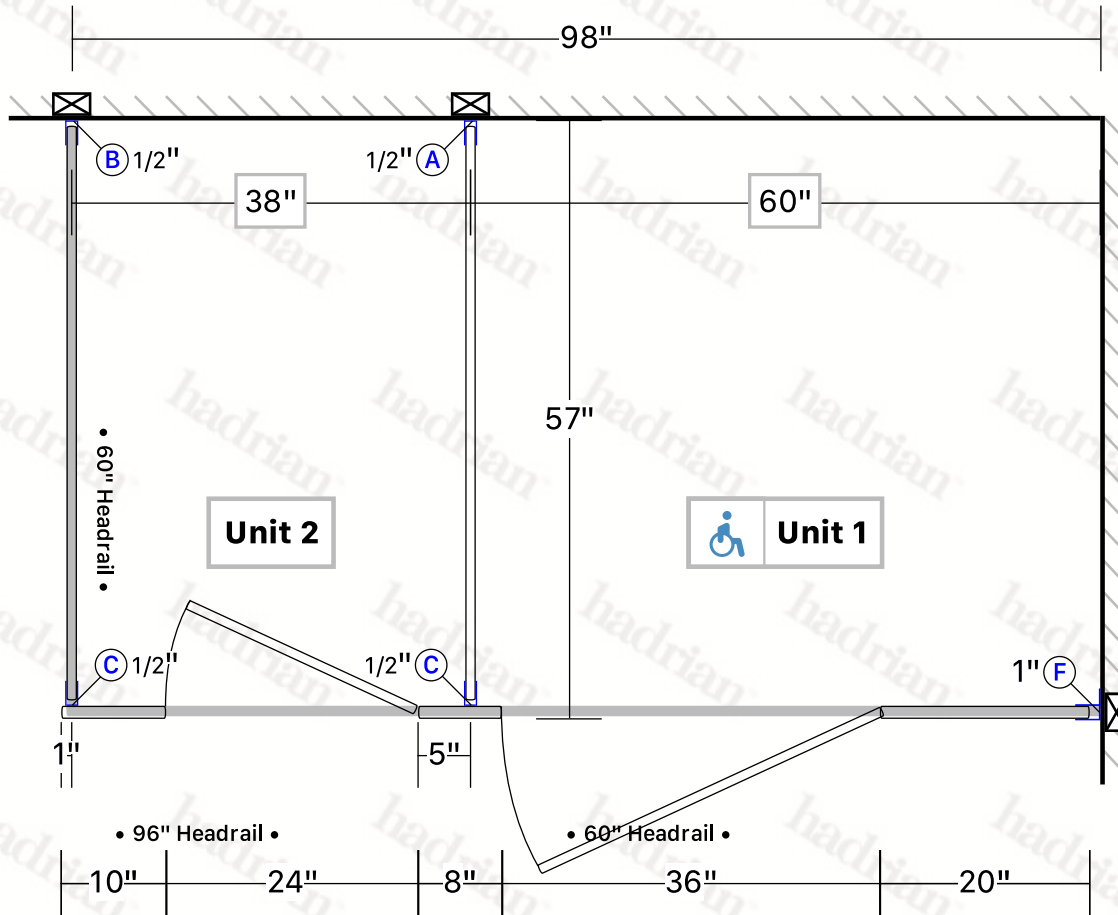 98"
B 1/2"
1/2" A
38"
60"
57"
• 60" Headrail •
Unit 2
Unit 1
C 1/2"
1/2" C
1" F
1"
5"
• 96" Headrail •
• 60" Headrail •
10"
24"
8"
36"
20"
hadrian